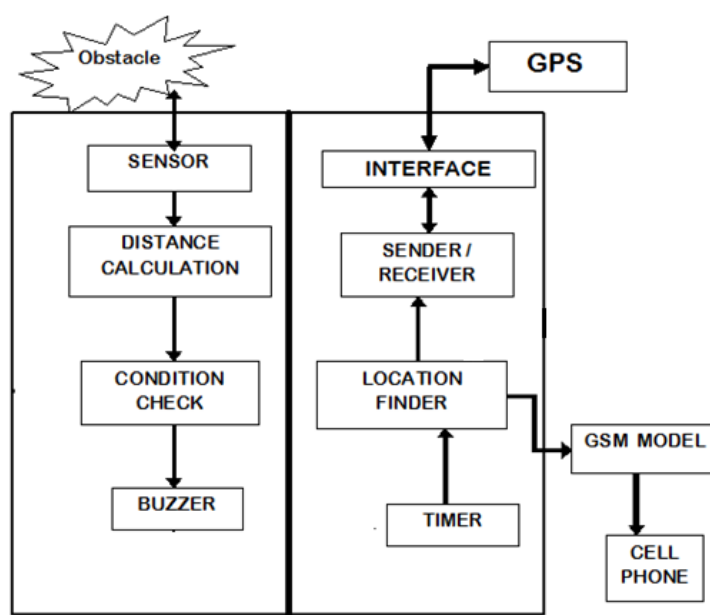 Obstacle
GPS
SENSOR
INTERFACE
DISTANCE
CALCULATION
SENDER /
RECEIVER
CONDITION
CHECK
LOCATION
FINDER
GSM MODEL
BUZZER
TIMER
CELL
PHONE